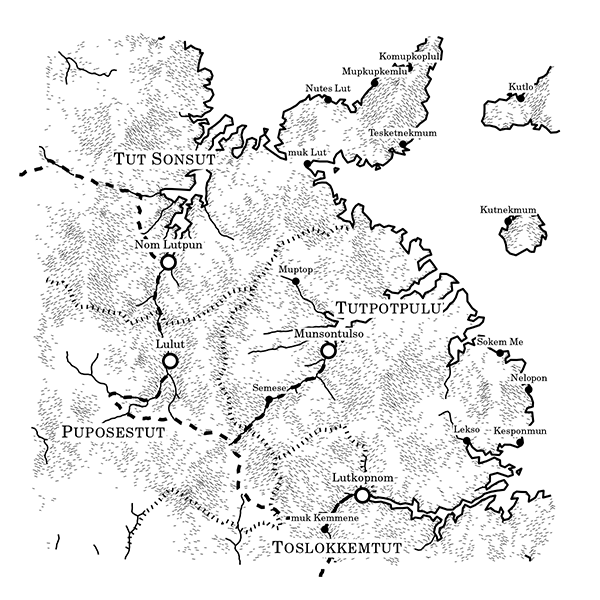 Komupkoplul
Mupkupkemlu
Nutes Lut
Kutlo
Tesketnekmum
muk Lut
Tut Sonsut
Kutnekmum
Nom Lutpun
Muptop
Tutpotpulu
Munsontulso
Sokem Me
Lulut
Nelopon
Semese
Puposestut
Lekso
Kesponmun
Lutkopnom
muk Kemmene
Toslokkemtut